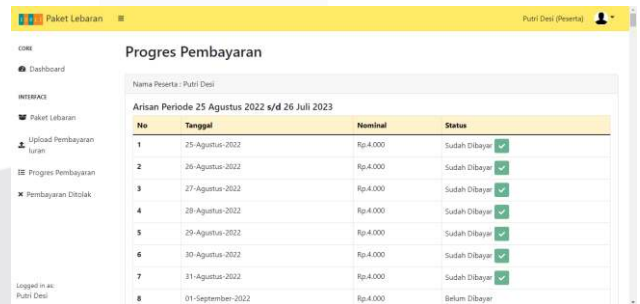 Paket Lebaran
Putri Desi (Peserta)
CORE
Dashboard
INTERFACE
Paket Lebaran
Upload Pembayaran
Iuran
Progres Pembayaran
Pembayaran Ditolak
Logged in as:
Putri Desi
Progres Pembayaran
Nama Peserta : Putri Desi
Arisan Periode 25 Agustus 2022 s/d 26 Juli 2023
No Tanggal Nominal Status
1 25-Agustus-2022 Rp.4.000 Sudah Dibayar
2 26-Agustus-2022 Rp.4.000 Sudah Dibayar
3 27-Agustus-2022 Rp.4.000 Sudah Dibayar
4 28-Agustus-2022 Rp.4.000 Sudah Dibayar
5 29-Agustus-2022 Rp.4.000 Sudah Dibayar
6 30-Agustus-2022 Rp.4.000 Sudah Dibayar
7 31-Agustus-2022 Rp.4.000 Sudah Dibayar
8 01-September-2022 Rp.4.000 Belum Dibayar